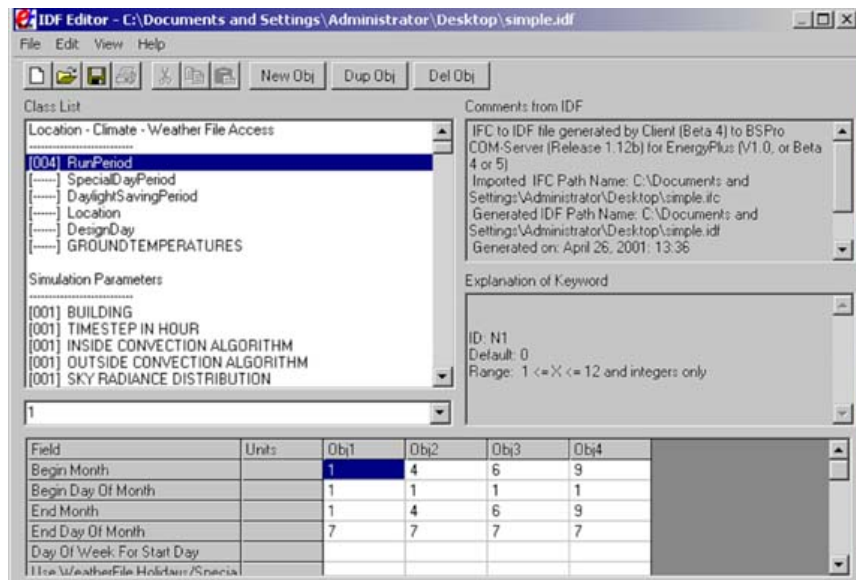 IDF Editor - C:\Documents and Settings\Administrator\Desktop\simple.idf
File Edit View Help
New Obj Dup Obj Del Obj
Class List
Location - Climate - Weather File Access
[004] RunPeriod
[-----] SpecialDayPeriod
[-----] DaylightSavingPeriod
[-----] Location
[-----] DesignDay
[-----] GROUNDTEMPERATURES
Simulation Parameters
[001] BUILDING
[001] TIMESTEP IN HOUR
[001] INSIDE CONVECTION ALGORITHM
[001] OUTSIDE CONVECTION ALGORITHM
[001] SKY RADIANCE DISTRIBUTION
1
Comments from IDF
IFC to IDF file generated by Client (Beta 4) to BSPro
COM-Server (Release 1.12b) for EnergyPlus (V1.0, or Beta
4 or 5)
Imported IFC Path Name: C:\Documents and
Settings\Administrator\Desktop\simple.ifc
Generated IDF Path Name: C:\Documents and
Settings\Administrator\Desktop\simple.idf
Generated on: April 26, 2001: 13:36
Explanation of Keyword
ID: N1
Default: 0
Range: 1 <= X <= 12 and integers only
Field Units Obj1 Obj2 Obj3 Obj4
Begin Month 1 4 6 9
Begin Day Of Month 1 1 1 1
End Month 1 4 6 9
End Day Of Month 7 7 7 7
Day Of Week For Start Day
Use WeatherFile Holidays/Special